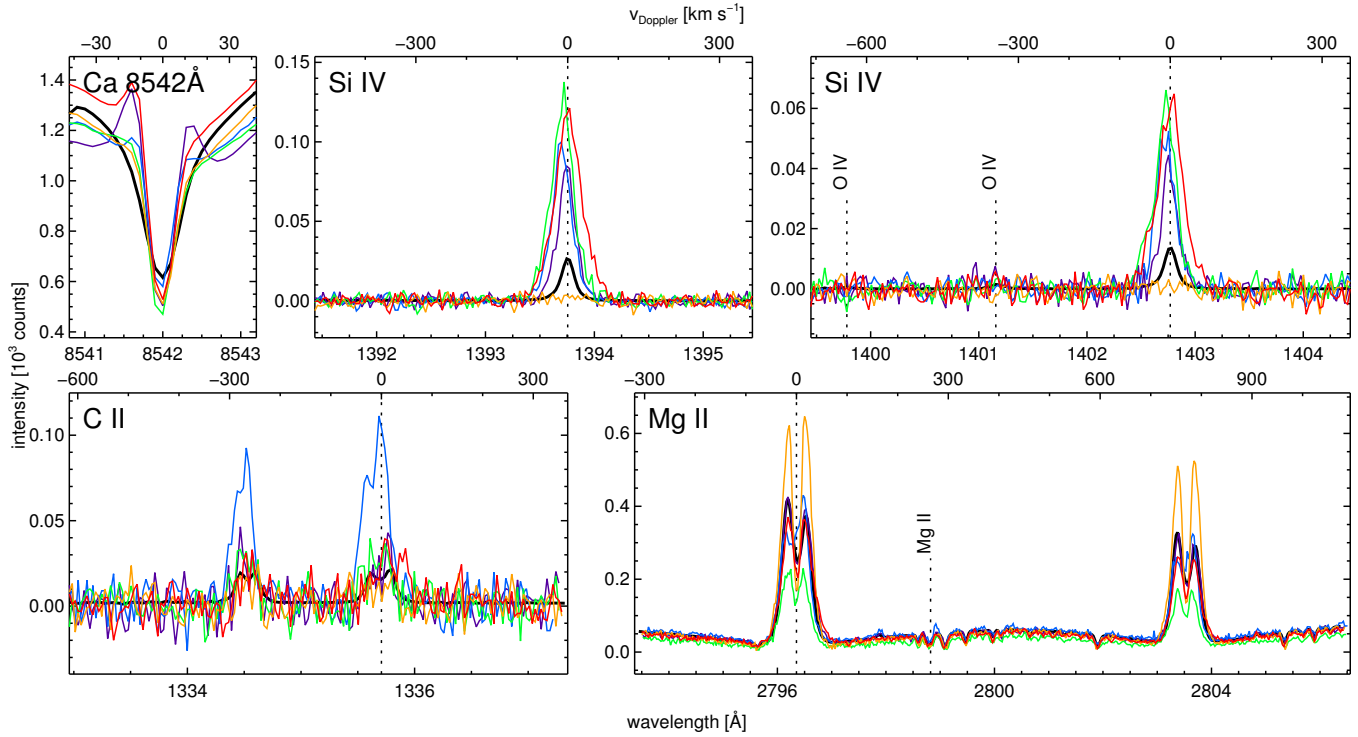 v_Doppler [km s⁻¹]
−30 0 30
−300 0 300
−600 −300 0 300
Ca 8542Å
Si IV
Si IV
1.4
1.2
1.0
0.8
0.6
0.4
0.15
0.10
0.05
0.00
0.06
0.04
0.02
0.00
O IV
O IV
8541 8542 8543
1392 1393 1394 1395
1400 1401 1402 1403 1404
intensity [10³ counts]
−600 −300 0 300
−300 0 300 600 900
C II
Mg II
0.10
0.05
0.00
0.6
0.4
0.2
0.0
Mg II
1334 1336
2796 2800 2804
wavelength [Å]